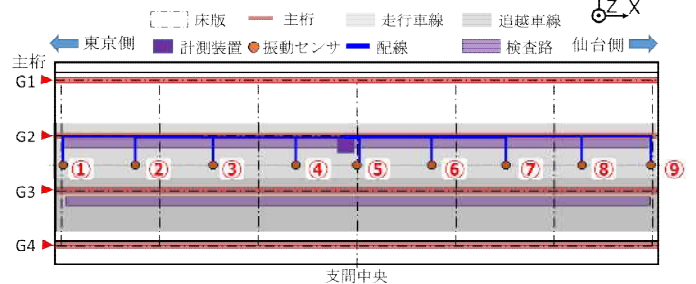 床版 主桁 走行車線 追越車線 Z X
東京側 計測装置 振動センサ 配線 検査路 仙台側
主桁
G1
G2
① ② ③ ④ ⑤ ⑥ ⑦ ⑧ ⑨
G3
G4
支間中央